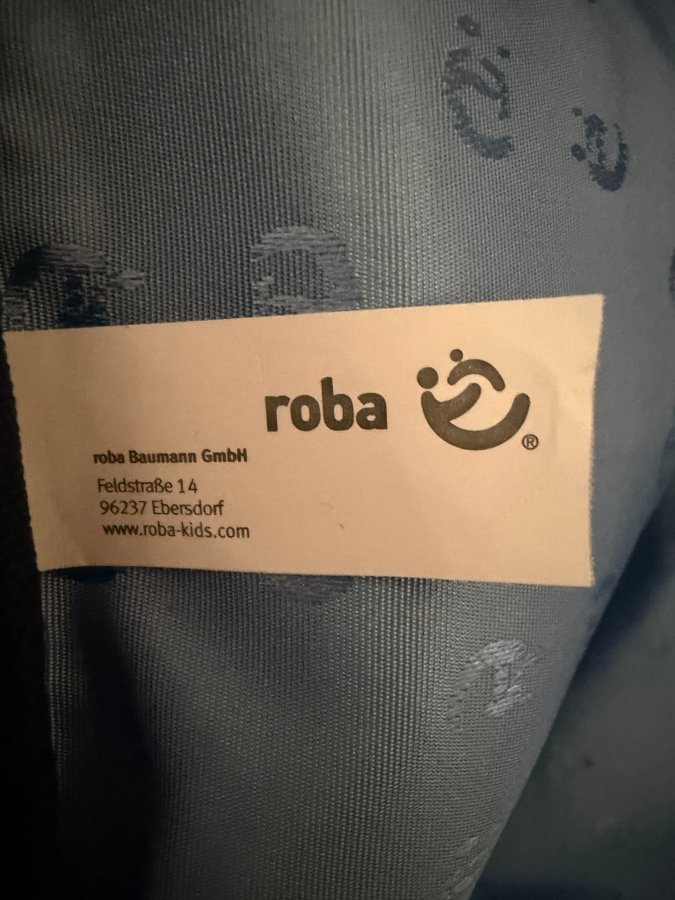 roba ®
roba Baumann GmbH
Feldstraße 14
96237 Ebersdorf
www.roba-kids.com